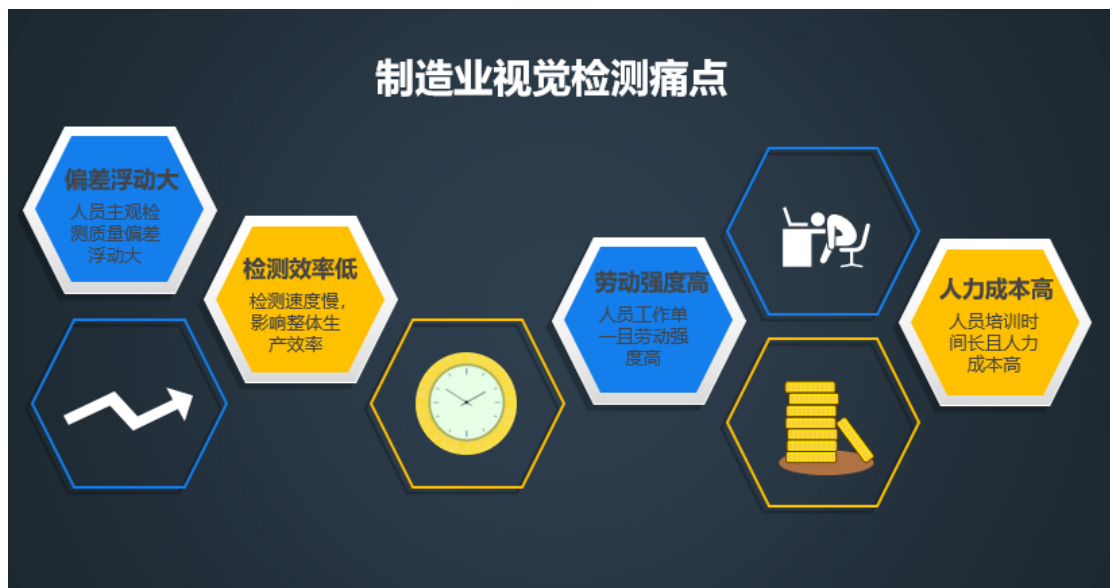 制造业视觉检测痛点
偏差浮动大
人员主观检
测质量偏差
浮动大
检测效率低
检测速度慢，
影响整体生
产效率
劳动强度高
人员工作单
一且劳动强
度高
人力成本高
人员培训时
间长且人力
成本高